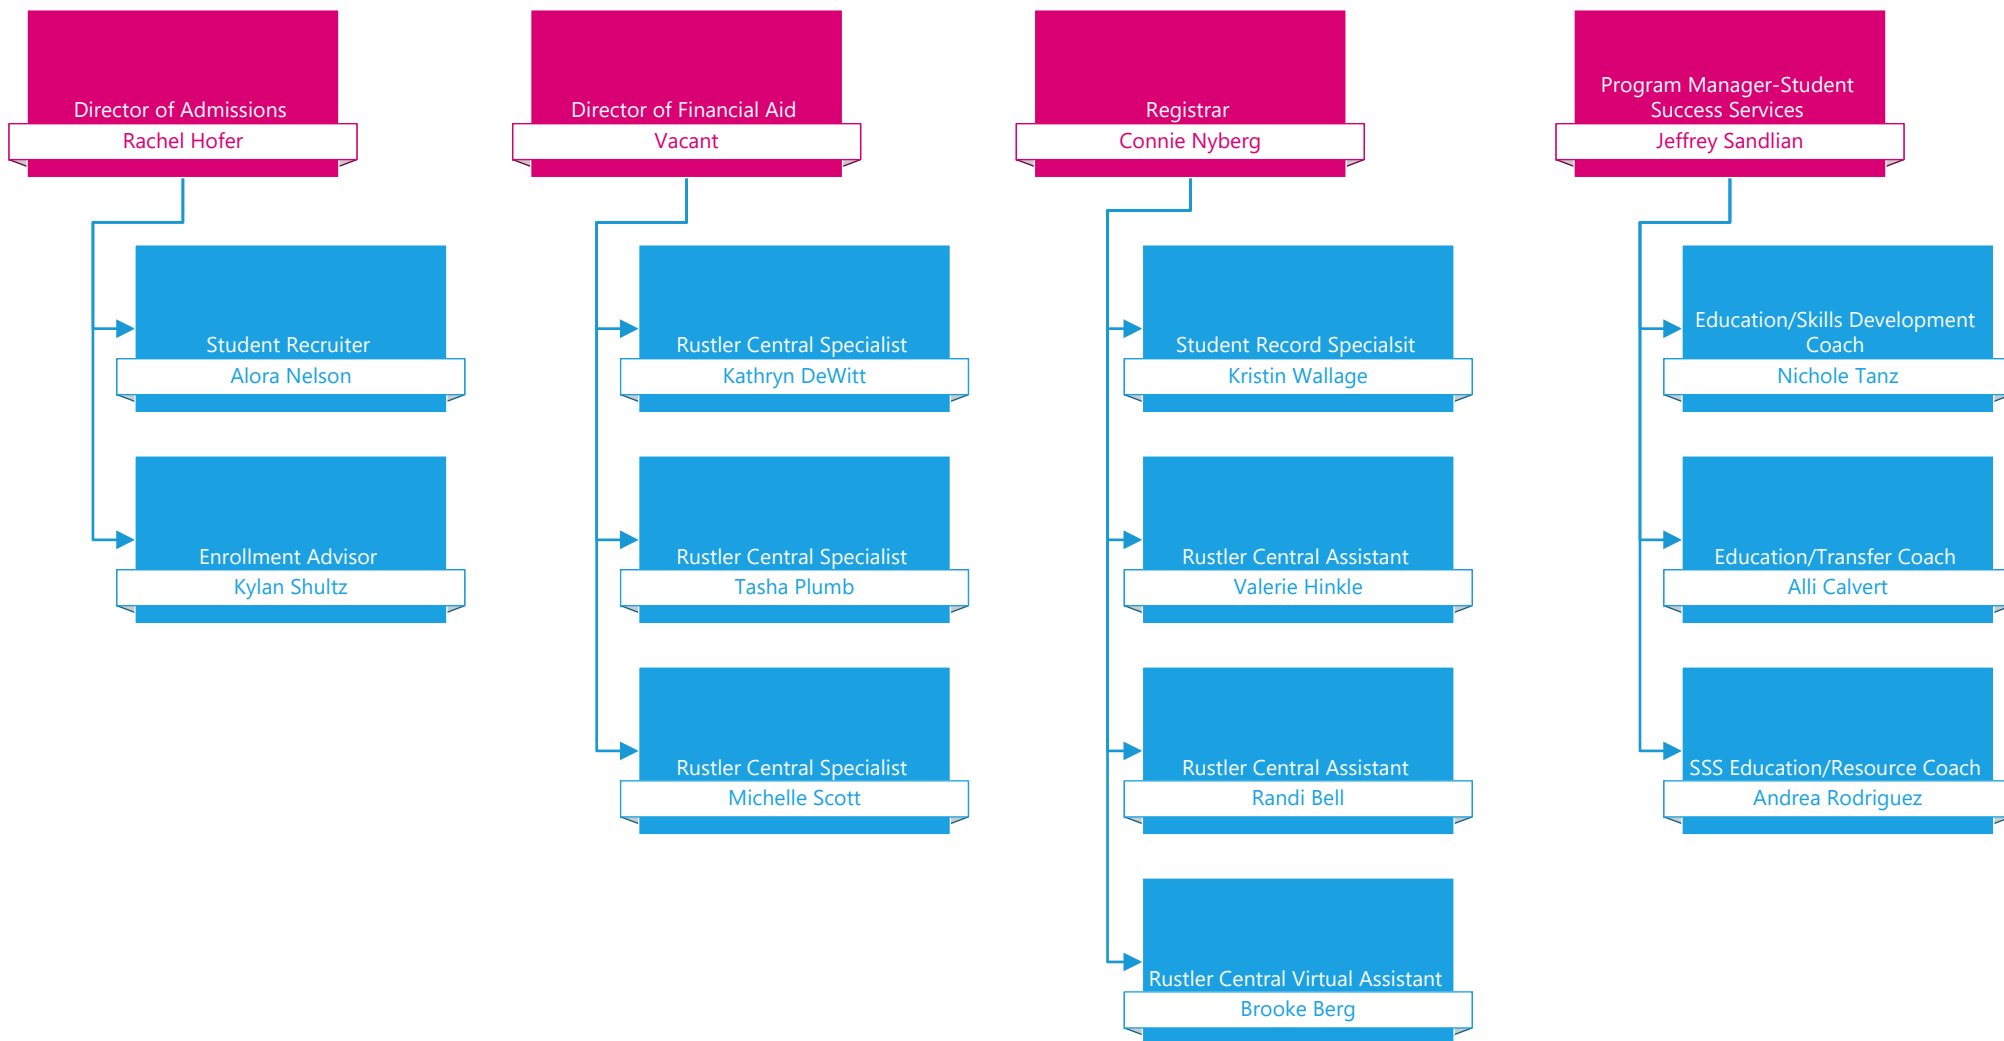 Director of Admissions
Rachel Hofer
Student Recruiter
Alora Nelson
Enrollment Advisor
Kylan Shultz
Director of Financial Aid
Vacant
Rustler Central Specialist
Kathryn DeWitt
Rustler Central Specialist
Tasha Plumb
Rustler Central Specialist
Michelle Scott
Registrar
Connie Nyberg
Student Record Specialsit
Kristin Wallage
Rustler Central Assistant
Valerie Hinkle
Rustler Central Assistant
Randi Bell
Rustler Central Virtual Assistant
Brooke Berg
Program Manager-Student
Success Services
Jeffrey Sandlian
Education/Skills Development
Coach
Nichole Tanz
Education/Transfer Coach
Alli Calvert
SSS Education/Resource Coach
Andrea Rodriguez